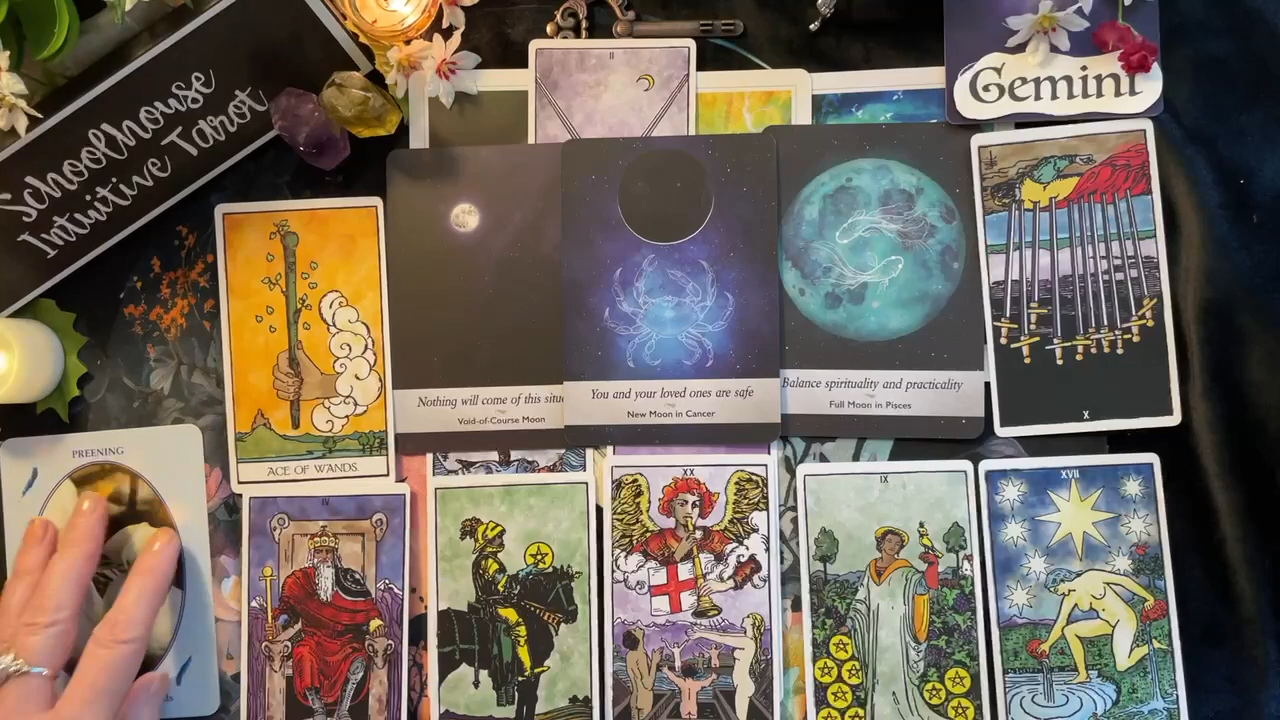 Schoolhouse
Intuitive Tarot
II
Gemini
PREENING
ACE OF WANDS.
Nothing will come of this
Void-of-Course Moon
You and your loved ones are safe
New Moon in Cancer
Balance spirituality and practicality
Full Moon in Pisces
X
IV
XX
IX
XVII